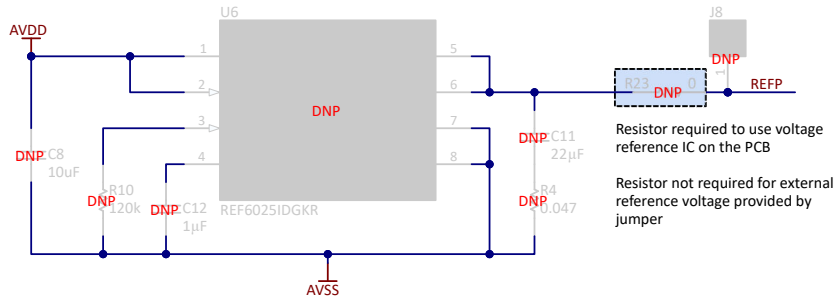 U6
J8
AVDD
1
5
DNP
2
6
R23
DNP
0
1
REFP
DNP
3
7
Resistor required to use voltage
reference IC on the PCB
DNP
C8
10uF
4
8
DNP
C11
22µF
Resistor not required for external
reference voltage provided by
jumper
DNP
R10
120k
DNP
C12
1µF
REF6025IDGKR
DNP
R4
0.047
AVSS